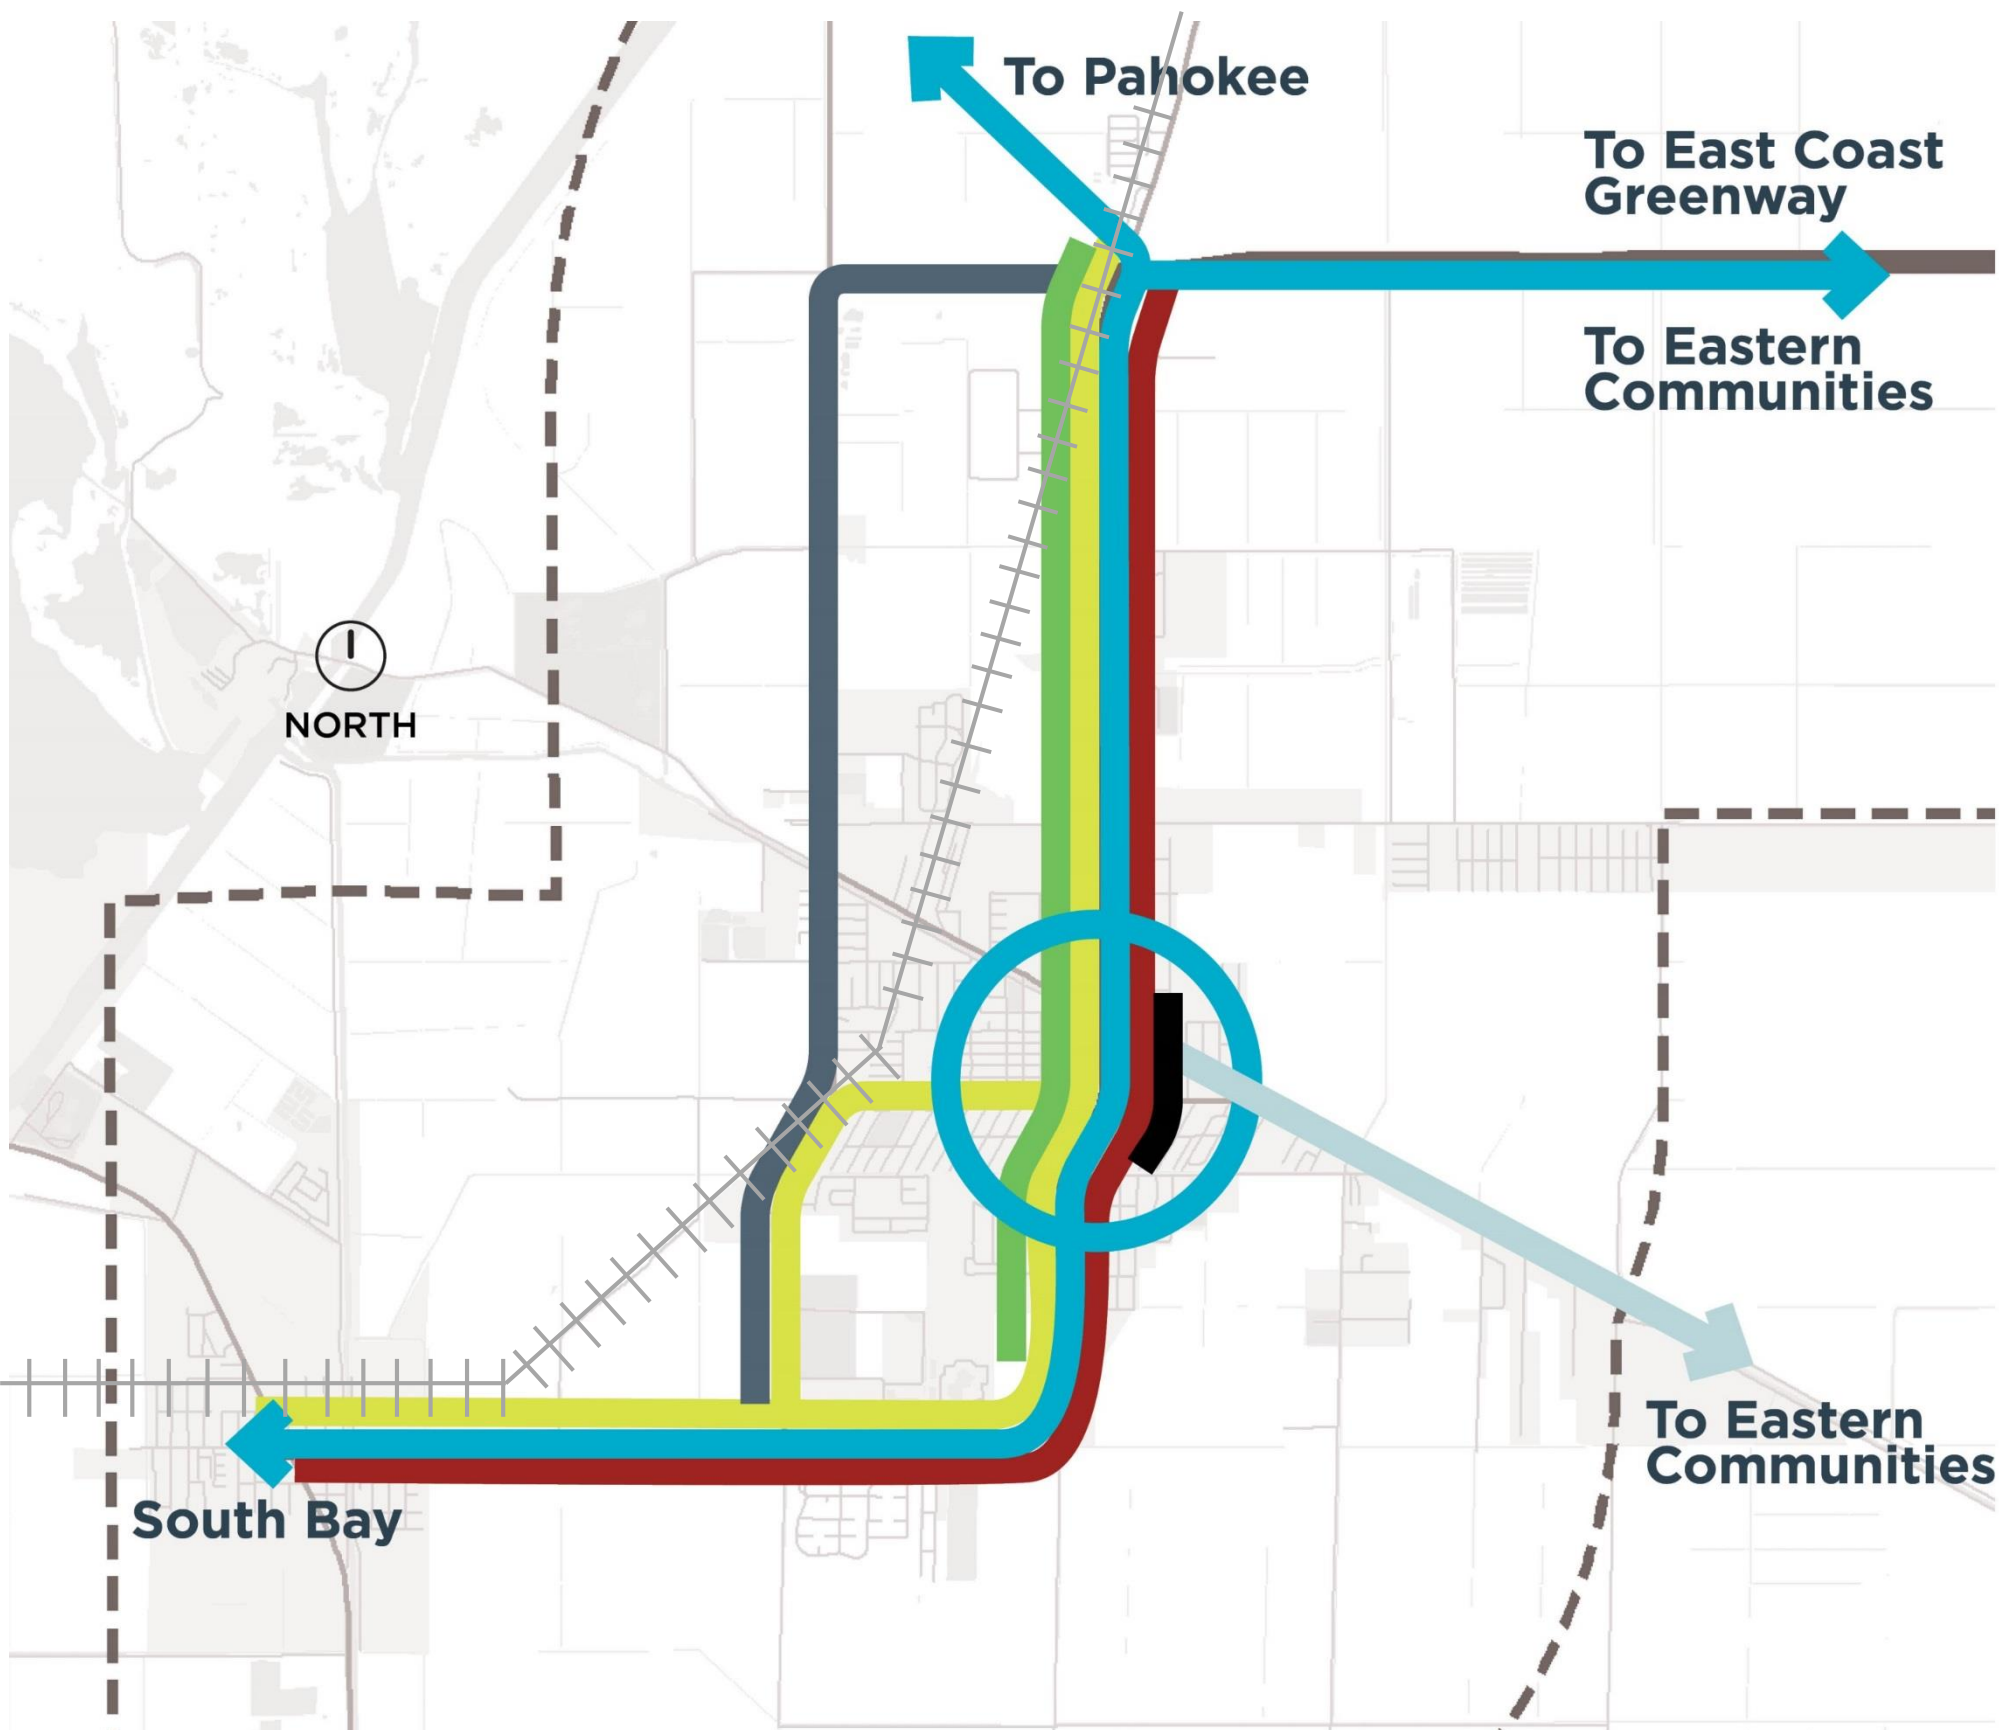 To Pahokee
To East Coast
Greenway
To Eastern
Communities
NORTH
To Eastern
Communities
South Bay